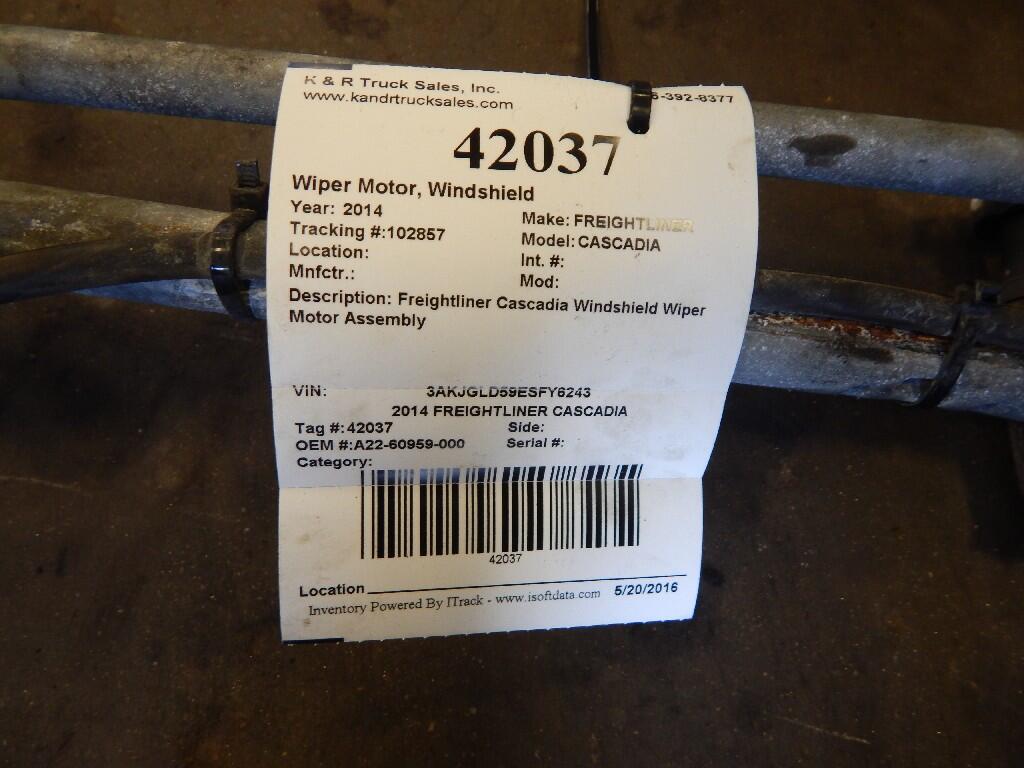 K & R Truck Sales, Inc.
www.kandrtrucksales.com 6-392-8377
42037
Wiper Motor, Windshield
Year: 2014 Make: FREIGHTLINER
Tracking #:102857 Model: CASCADIA
Location: Int. #:
Mnfctr.: Mod:
Description: Freightliner Cascadia Windshield Wiper
Motor Assembly
VIN: 3AKJGLD59ESFY6243
2014 FREIGHTLINER CASCADIA
Tag #:42037 Side:
OEM #:A22-60959-000 Serial #:
Category:
42037
Location 5/20/2016
Inventory Powered By ITrack - www.isoftdata.com